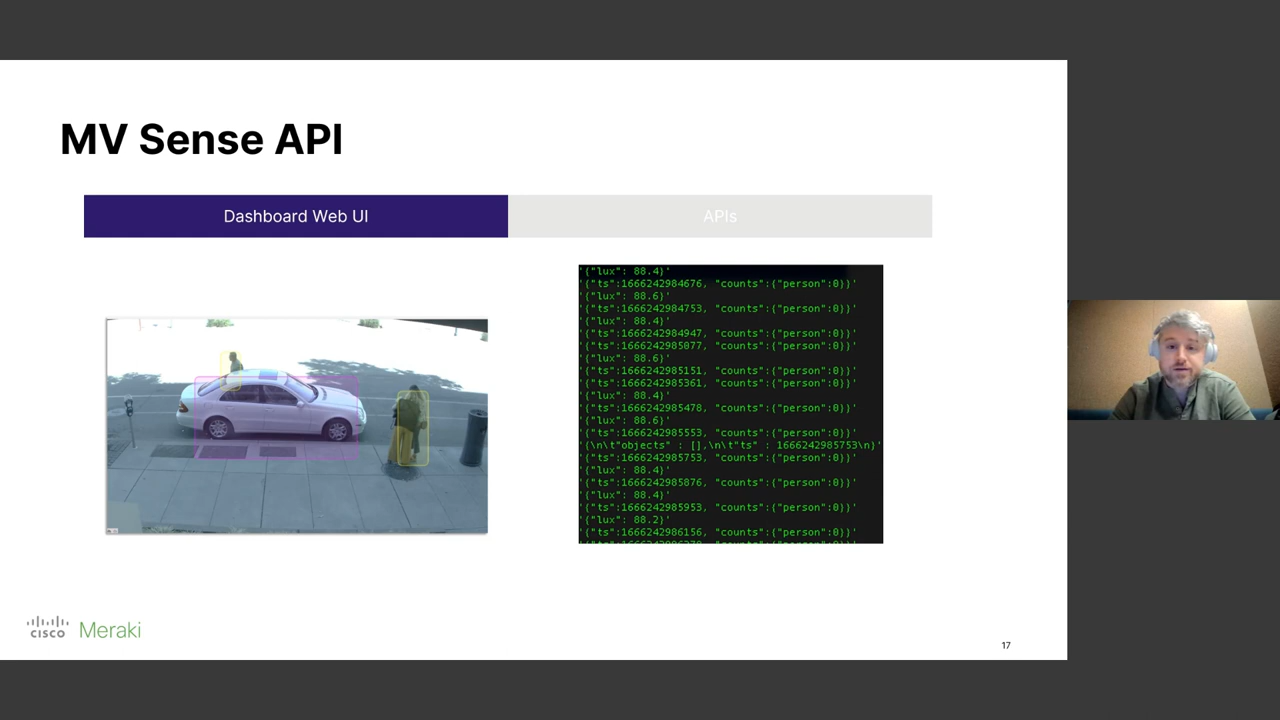 MV Sense API
Dashboard Web UI
APIs
'{"lux": 88.4}'
'{"ts":1666242984676, "counts":{"person":0}}'
'{"lux": 88.6}'
'{"ts":1666242984753, "counts":{"person":0}}'
'{"lux": 88.4}'
'{"ts":1666242984947, "counts":{"person":0}}'
'{"ts":1666242985077, "counts":{"person":0}}'
'{"lux": 88.6}'
'{"ts":1666242985151, "counts":{"person":0}}'
'{"ts":1666242985361, "counts":{"person":0}}'
'{"lux": 88.4}'
'{"ts":1666242985478, "counts":{"person":0}}'
'{"lux": 88.6}'
'{"ts":1666242985553, "counts":{"person":0}}'
'{\n\t"objects" : [],\n\t"ts" : 1666242985753\n}'
'{"ts":1666242985753, "counts":{"person":0}}'
'{"lux": 88.4}'
'{"ts":1666242985876, "counts":{"person":0}}'
'{"lux": 88.4}'
'{"ts":1666242985953, "counts":{"person":0}}'
'{"lux": 88.2}'
'{"ts":1666242986156, "counts":{"person":0}}'
CISCO Meraki
17